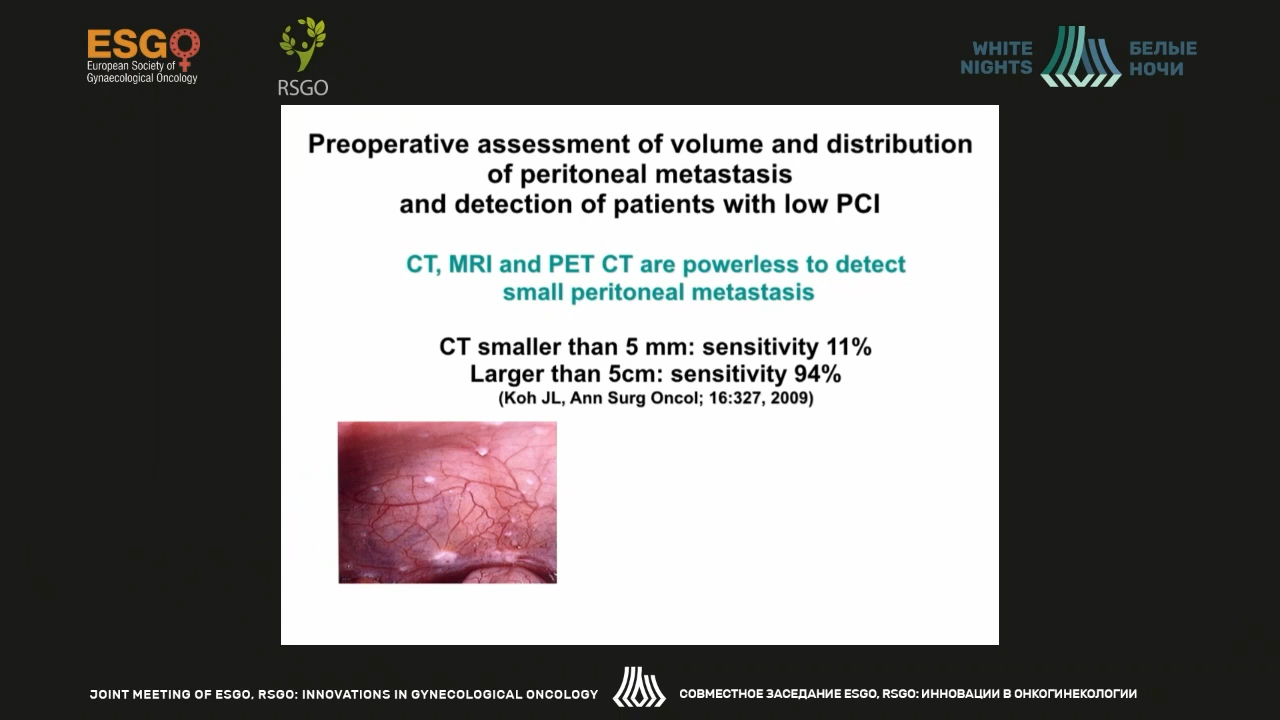 ESGO
European Society of
Gynaecological Oncology
RSGO
WHITE
NIGHTS
БЕЛЫЕ
НОЧИ
Preoperative assessment of volume and distribution
of peritoneal metastasis
and detection of patients with low PCI
CT, MRI and PET CT are powerless to detect
small peritoneal metastasis
CT smaller than 5 mm: sensitivity 11%
Larger than 5cm: sensitivity 94%
(Koh JL, Ann Surg Oncol; 16:327, 2009)
JOINT MEETING OF ESGO, RSGO: INNOVATIONS IN GYNECOLOGICAL ONCOLOGY
СОВМЕСТНОЕ ЗАСЕДАНИЕ ESGO, RSGO: ИННОВАЦИИ В ОНКОГИНЕКОЛОГИИ